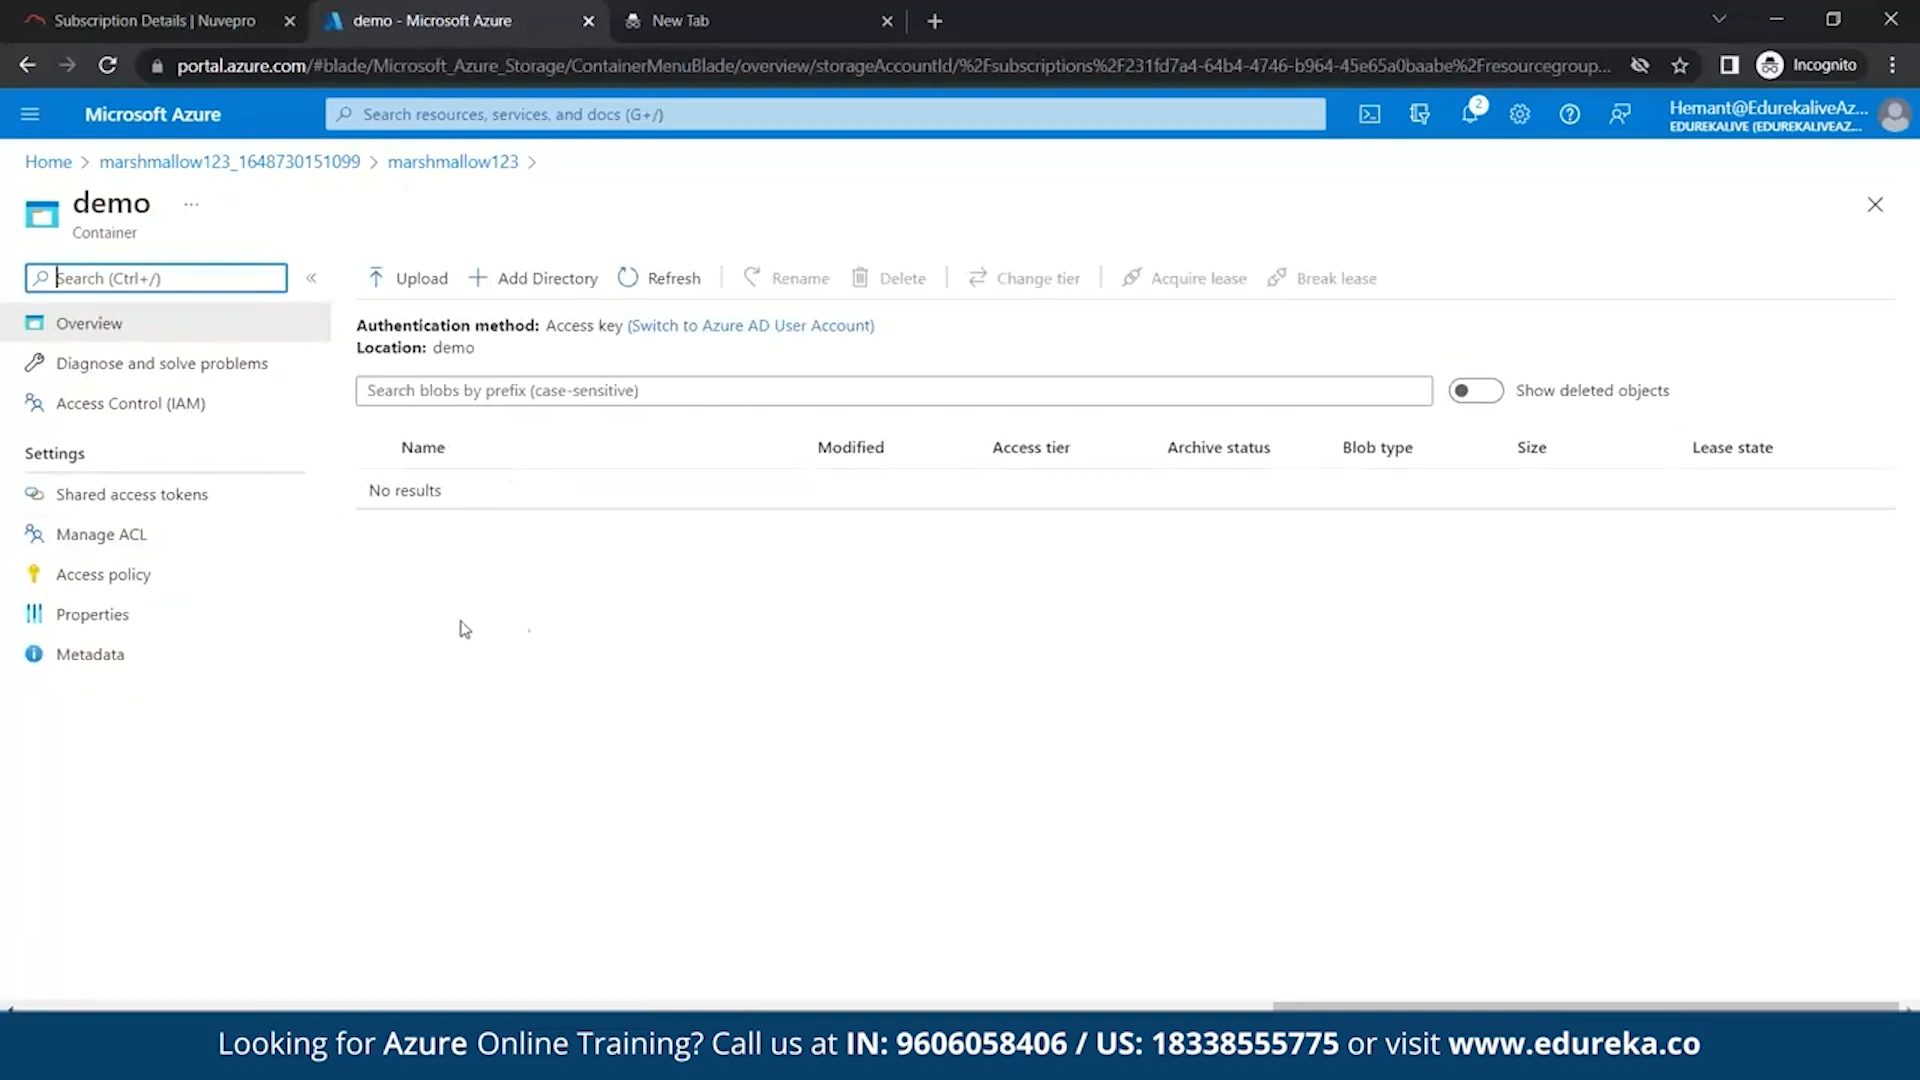 Subscription Details | Nuvepro
demo - Microsoft Azure
New Tab
portal.azure.com/#blade/Microsoft_Azure_Storage/ContainerMenuBlade/overview/storageAccountId/%2Fsubscriptions%2F231fd7a4-64b4-4746-b964-45e65a0baabe%2Fresourcegroup...
Incognito
Microsoft Azure
Search resources, services, and docs (G+/)
2
Hemant@EdurekaliveAz...
EDUREKALIVE (EDUREKALIVEAZ...
Home > marshmallow123_1648730151099 > marshmallow123 >
demo ...
Container
Search (Ctrl+/)
«
Upload
Add Directory
Refresh
Rename
Delete
Change tier
Acquire lease
Break lease
Overview
Diagnose and solve problems
Access Control (IAM)
Settings
Shared access tokens
Manage ACL
Access policy
Properties
Metadata
Authentication method: Access key (Switch to Azure AD User Account)
Location: demo
Search blobs by prefix (case-sensitive)
Show deleted objects
Name Modified Access tier Archive status Blob type Size Lease state
No results
Looking for Azure Online Training? Call us at IN: 9606058406 / US: 18338555775 or visit www.edureka.co